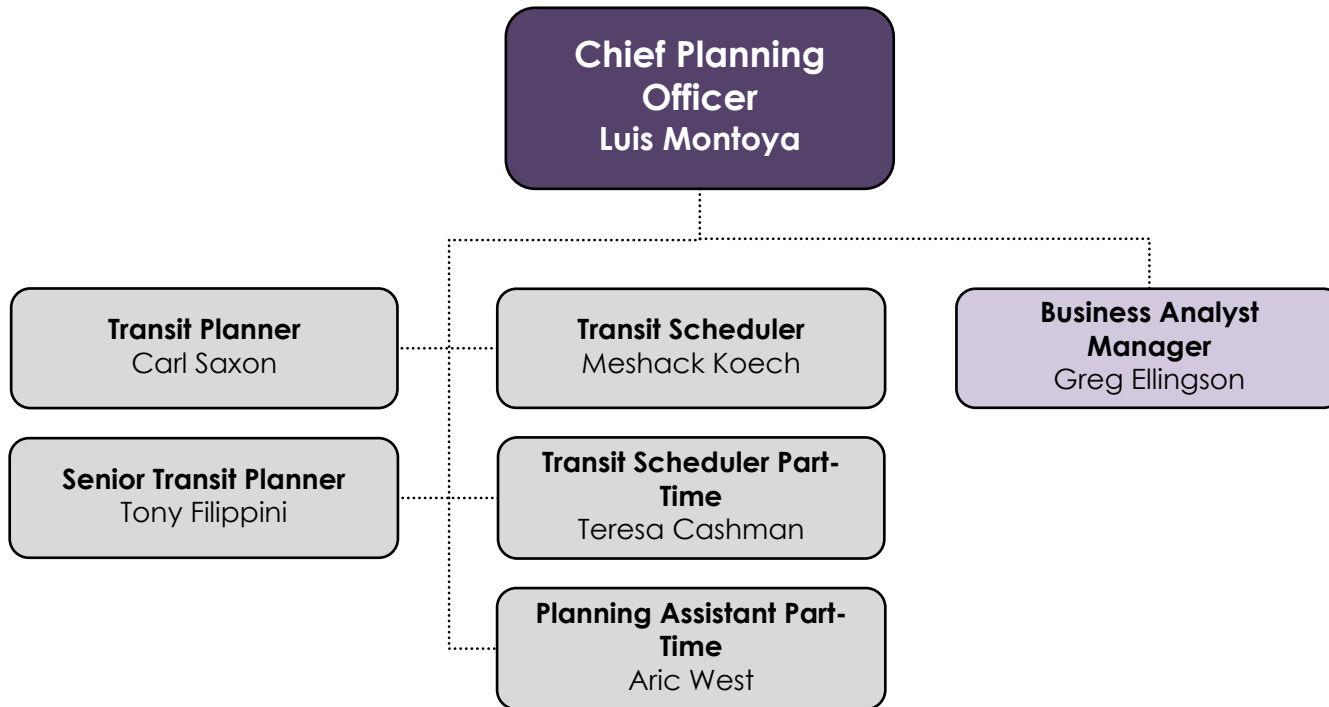 Chief Planning
Officer
Luis Montoya
Transit Planner
Carl Saxon
Transit Scheduler
Meshack Koech
Business Analyst
Manager
Greg Ellingson
Senior Transit Planner
Tony Filippini
Transit Scheduler Part-
Time
Teresa Cashman
Planning Assistant Part-
Time
Aric West